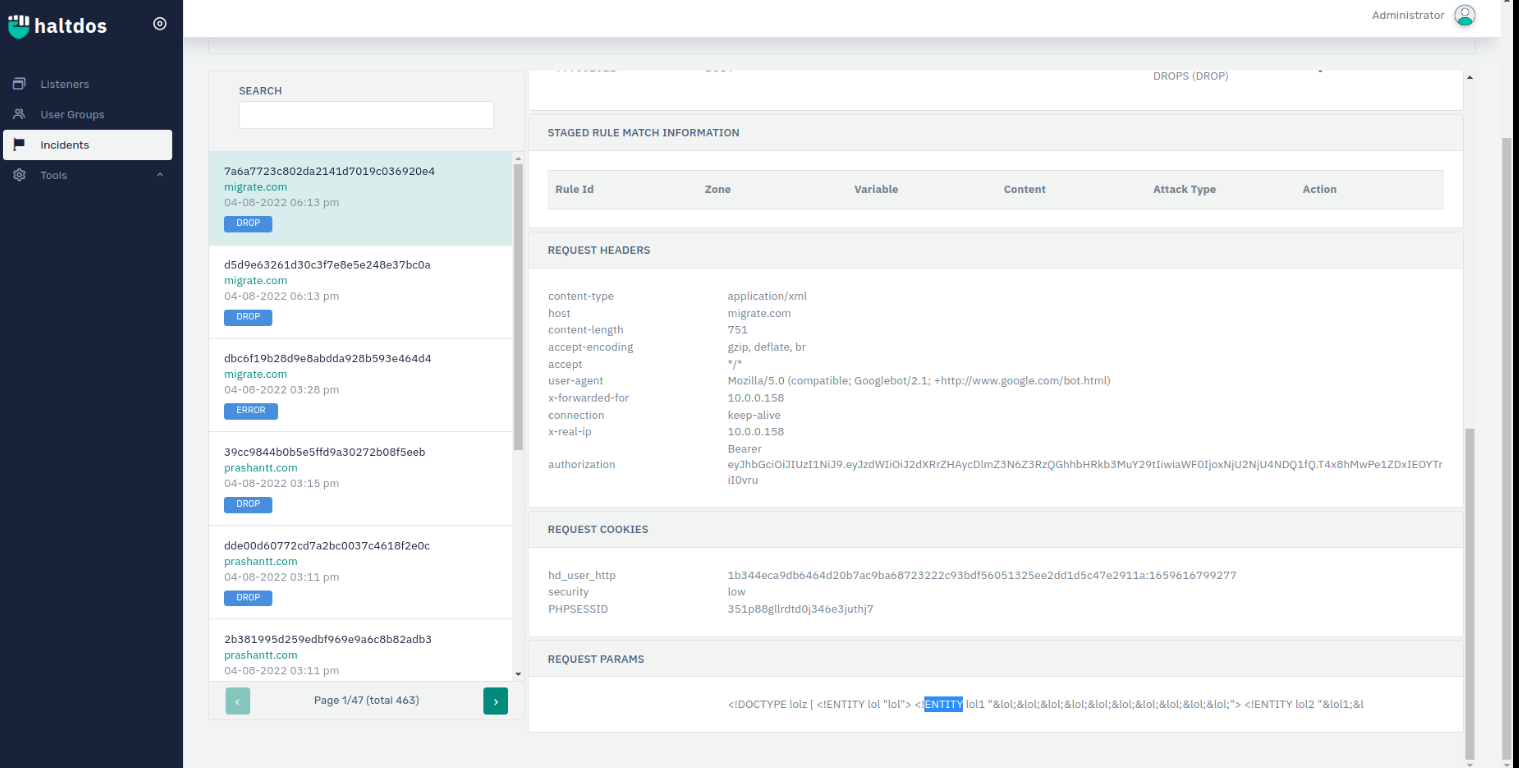 haltdos
Administrator
Listeners
User Groups
Incidents
Tools
SEARCH
7a6a7723c802da2141d7019c036920e4
migrate.com
04-08-2022 06:13 pm
DROP
d5d9e63261d30c3f7e8e5e248e37bc0a
migrate.com
04-08-2022 06:13 pm
DROP
dbc6f19b28d9e8abdda928b593e464d4
migrate.com
04-08-2022 03:28 pm
ERROR
39cc9844b0b5e5ffd9a30272b08f5eeb
prashantt.com
04-08-2022 03:15 pm
DROP
dde00d60772cd7a2bc0037c4618f2e0c
prashantt.com
04-08-2022 03:11 pm
DROP
2b381995d259edbf969e9a6c8b82adb3
prashantt.com
04-08-2022 03:11 pm
Page 1/47 (total 463)
DROPS (DROP)
STAGED RULE MATCH INFORMATION
Rule Id Zone Variable Content Attack Type Action
REQUEST HEADERS
content-type application/xml
host migrate.com
content-length 751
accept-encoding gzip, deflate, br
accept */*
user-agent Mozilla/5.0 (compatible; Googlebot/2.1; +http://www.google.com/bot.html)
x-forwarded-for 10.0.0.158
connection keep-alive
x-real-ip 10.0.0.158
Bearer
authorization eyJhbGciOiJIUzI1NiJ9.eyJzdWIiOiJ2dXRrZHAycDlmZ3N6Z3RzQGhhbHRkb3MuY29tIiwiaWF0IjoxNjU2NjU4NDQ1fQ.T4x8hMwPe1ZDxIEOYTr
iI0vru
REQUEST COOKIES
hd_user_http 1b344eca9db6464d20b7ac9ba68723222c93bdf56051325ee2dd1d5c47e2911a:1659616799277
security low
PHPSESSID 351p88gllrdtd0j346e3juthj7
REQUEST PARAMS
<!DOCTYPE lolz [ <!ENTITY lol "lol"> <!ENTITY lol1 "&lol;&lol;&lol;&lol;&lol;&lol;&lol;&lol;&lol;&lol;"> <!ENTITY lol2 "&lol1;&l